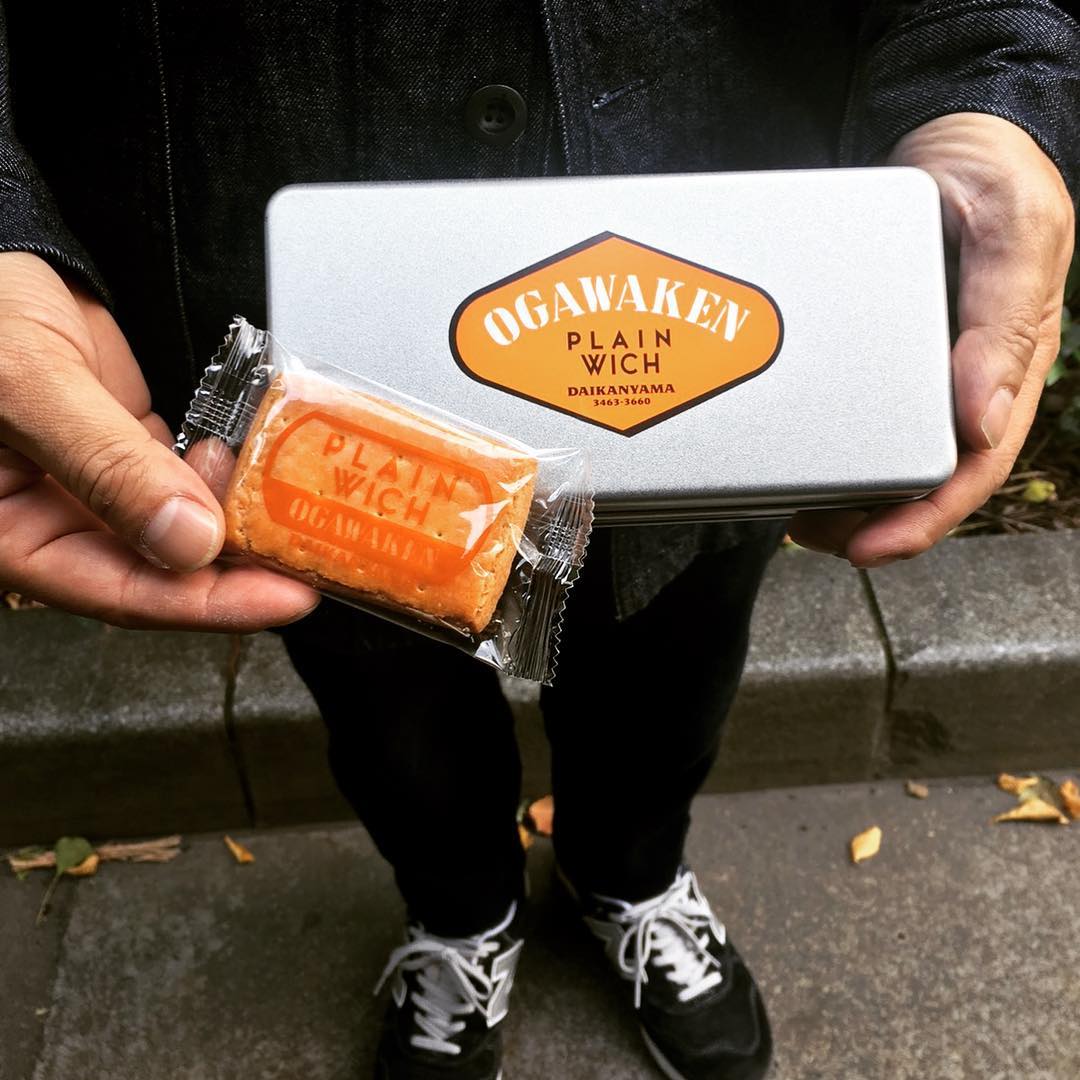 OGAWAKEN
PLAIN
WICH
DAIKANYAMA
3463-3660
PLAIN
WICH
OGAWAKEN